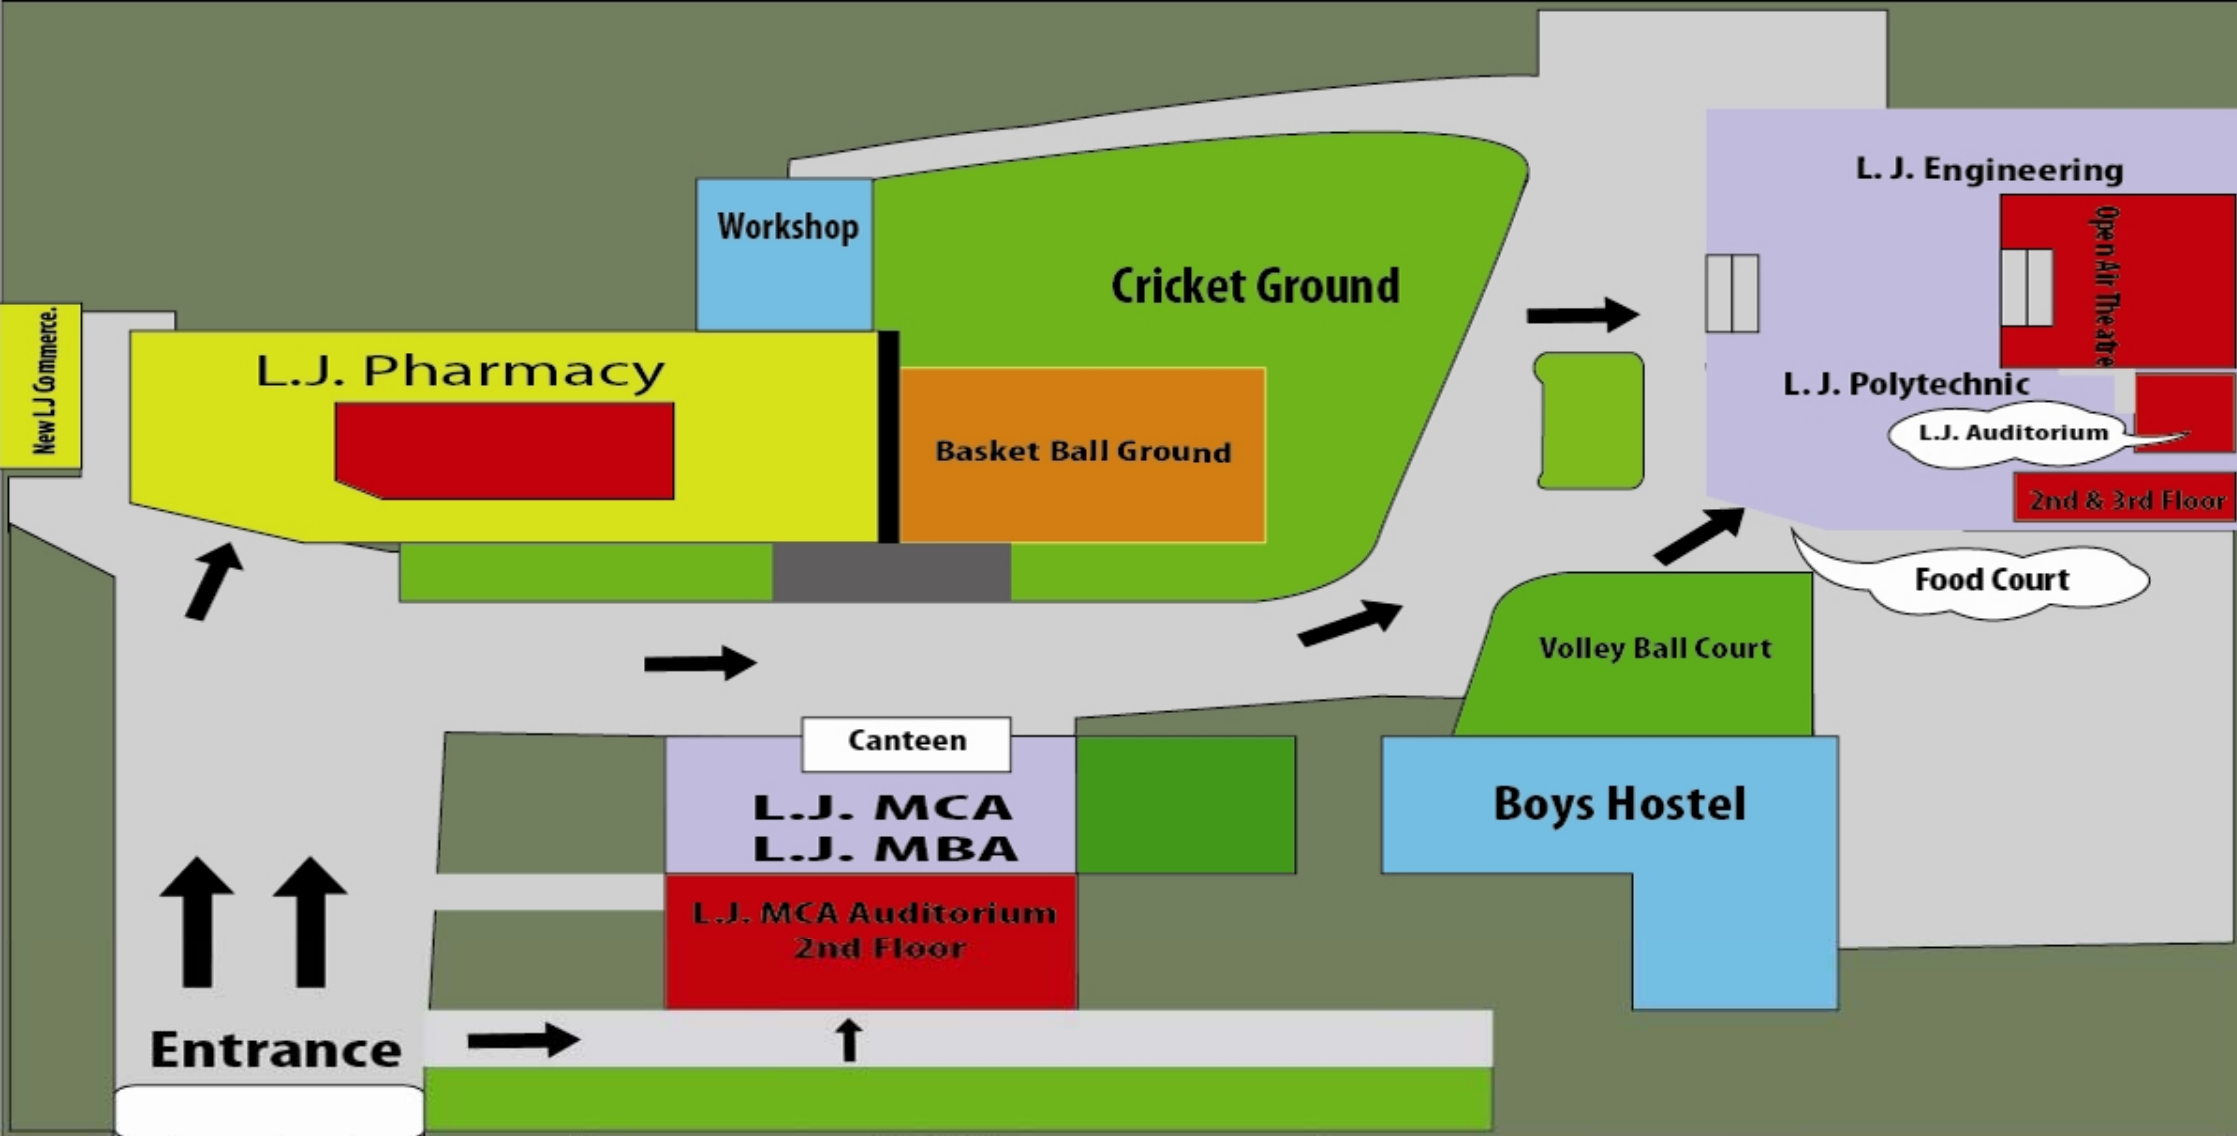 L. J. Engineering
Workshop
Open Air Theatre
Cricket Ground
New LJ Commerce.
L.J. Pharmacy
L. J. Polytechnic
L.J. Auditorium
Basket Ball Ground
2nd & 3rd Floor
Food Court
Volley Ball Court
Canteen
L.J. MCA
L.J. MBA
Boys Hostel
L.J. MCA Auditorium
2nd Floor
Entrance